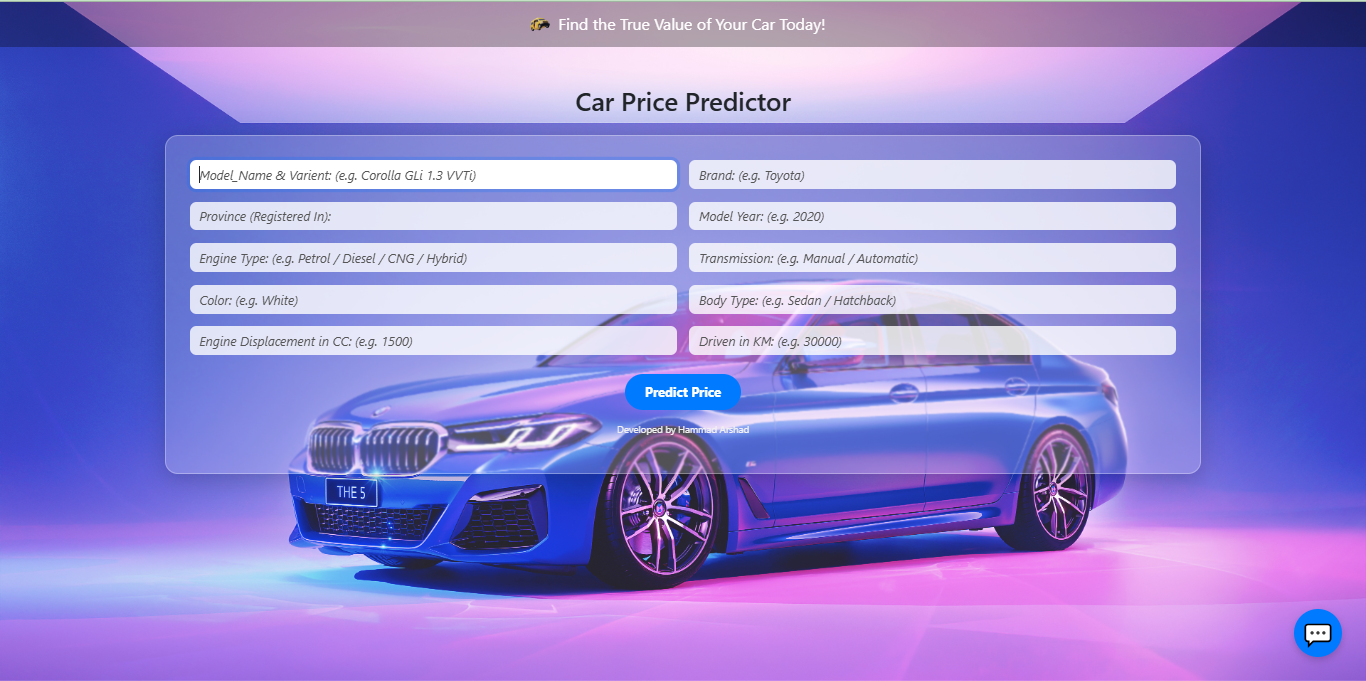 Find the True Value of Your Car Today!
Car Price Predictor
Model_Name & Varient: (e.g. Corolla GLi 1.3 VVTi)
Brand: (e.g. Toyota)
Province (Registered In):
Model Year: (e.g. 2020)
Engine Type: (e.g. Petrol / Diesel / CNG / Hybrid)
Transmission: (e.g. Manual / Automatic)
Color: (e.g. White)
Body Type: (e.g. Sedan / Hatchback)
Engine Displacement in CC: (e.g. 1500)
Driven in KM: (e.g. 30000)
Predict Price
Developed by Hammad Arshad
THE 5